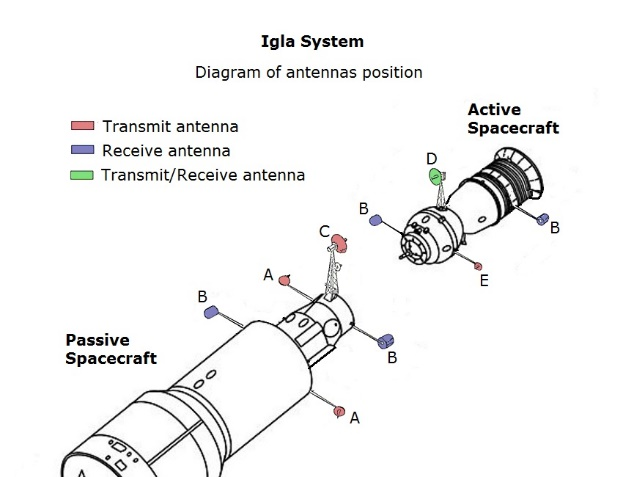 Igla System
Diagram of antennas position
Transmit antenna
Receive antenna
Transmit/Receive antenna
Active
Spacecraft
D
B
B
E
C
A
B
B
A
Passive
Spacecraft